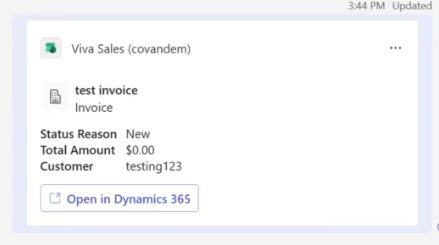 3:44 PM Updated
Viva Sales (covandem)
test invoice
Invoice
Status Reason New
Total Amount $0.00
Customer testing123
Open in Dynamics 365